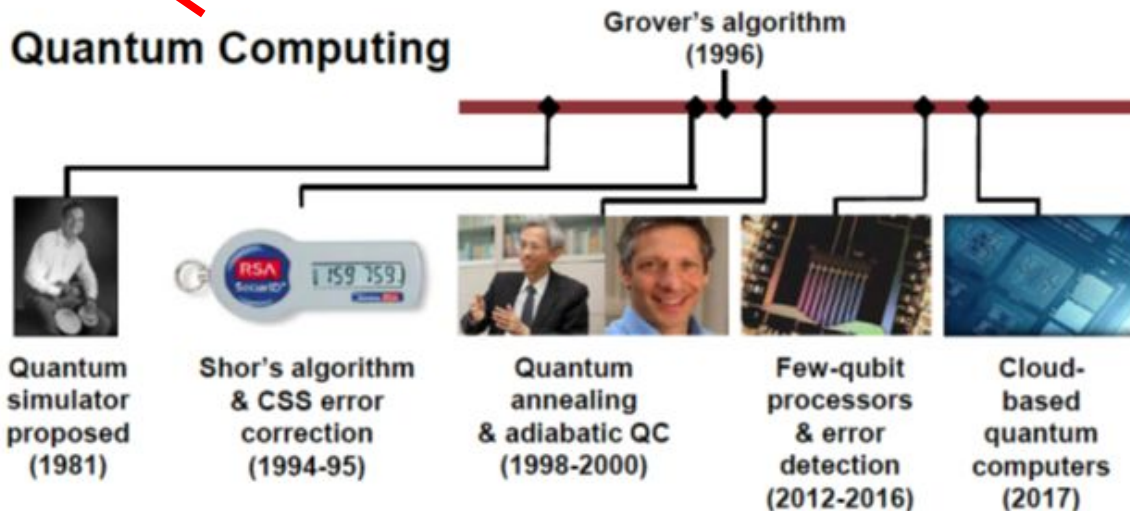 Quantum Computing
Grover's algorithm
(1996)
RSA
SecurID®
159 759
Quantum
simulator
proposed
(1981)
Shor's algorithm
& CSS error
correction
(1994-95)
Quantum
annealing
& adiabatic QC
(1998-2000)
Few-qubit
processors
& error
detection
(2012-2016)
Cloud-
based
quantum
computers
(2017)